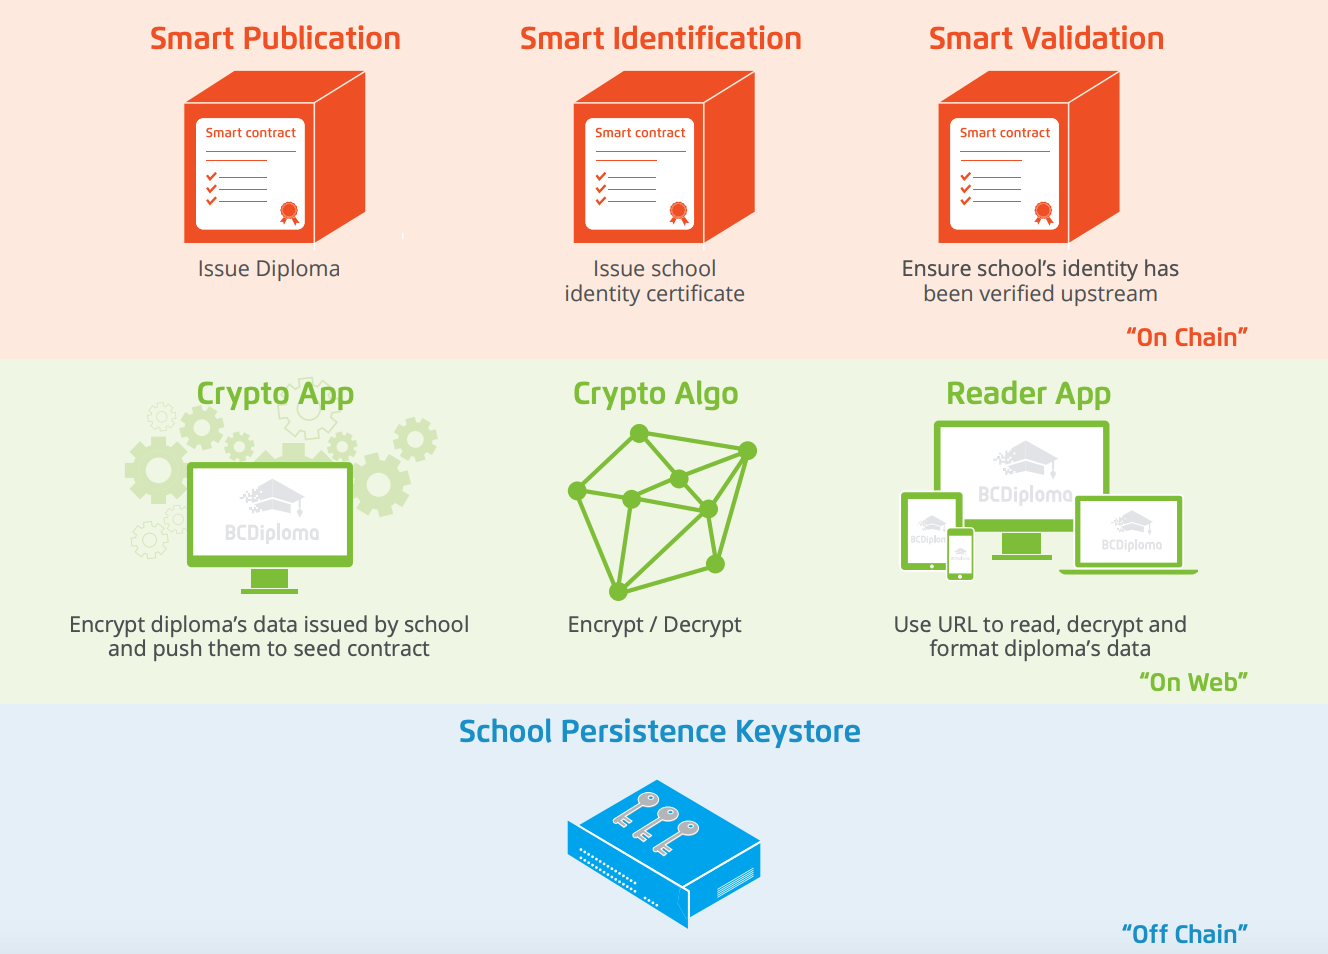 Smart Publication
Smart Identification
Smart Validation
Smart contract
Smart contract
Smart contract
Issue Diploma
Issue school
identity certificate
Ensure school’s identity has
been verified upstream
“On Chain”
Crypto App
Crypto Algo
Reader App
BCDiploma
BCDiploma
BCDiplom
BCDiploma
Encrypt diploma’s data issued by school
and push them to seed contract
Encrypt / Decrypt
Use URL to read, decrypt and
format diploma’s data
“On Web”
School Persistence Keystore
“Off Chain”